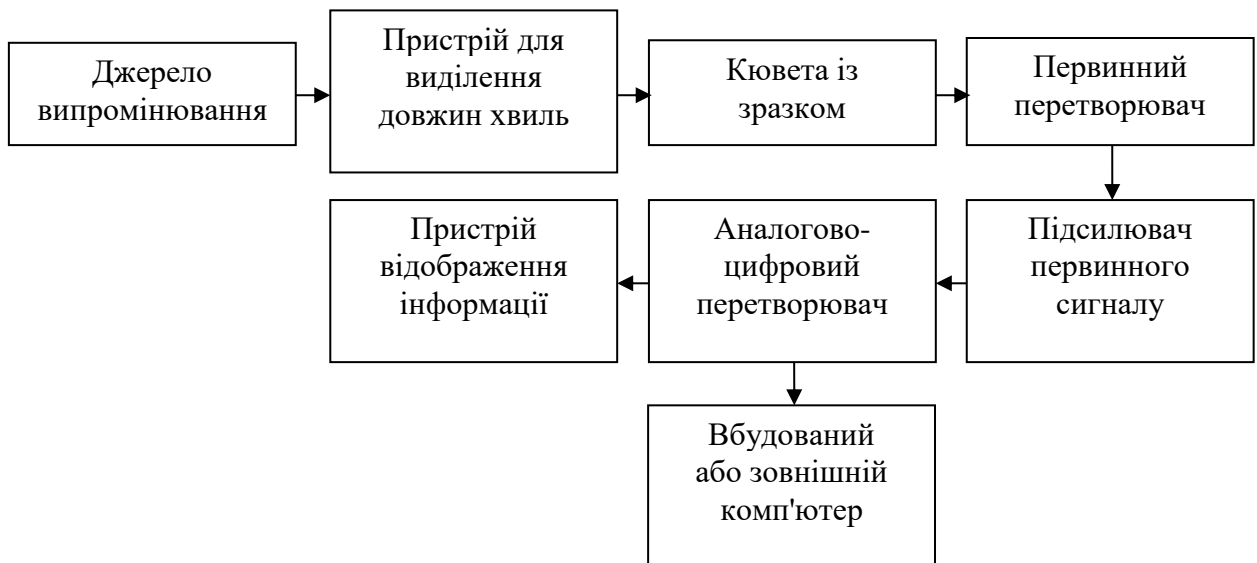 Джерело
випромінювання
Пристрій для
виділення
довжин хвиль
Кювета із
зразком
Первинний
перетворювач
Пристрій
відображення
інформації
Аналогово-
цифровий
перетворювач
Підсилювач
первинного
сигналу
Вбудований
або зовнішній
комп'ютер